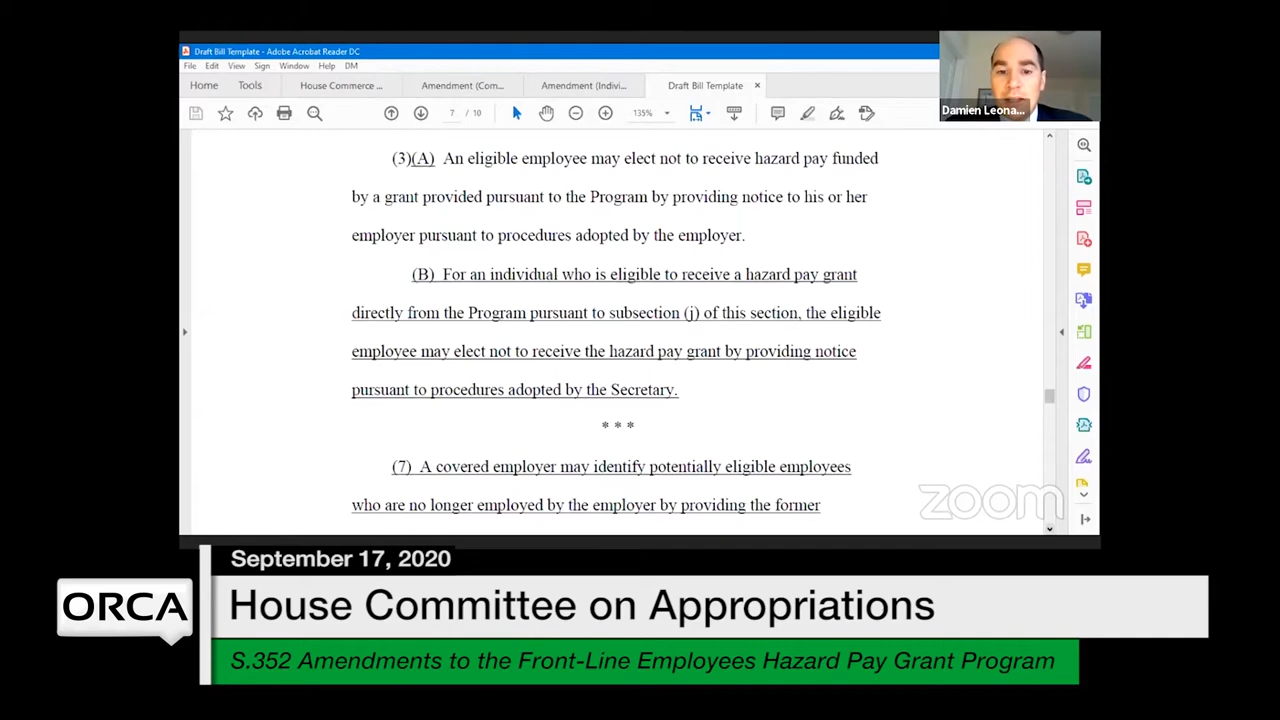 Draft Bill Template - Adobe Acrobat Reader DC
File Edit View Sign Window Help DM
Home Tools House Commerce ... Amendment (Com... Amendment (Indivi... Draft Bill Template ×
7 / 10 135%
Damien Leona...
(3)(A) An eligible employee may elect not to receive hazard pay funded
by a grant provided pursuant to the Program by providing notice to his or her
employer pursuant to procedures adopted by the employer.
(B) For an individual who is eligible to receive a hazard pay grant
directly from the Program pursuant to subsection (j) of this section, the eligible
employee may elect not to receive the hazard pay grant by providing notice
pursuant to procedures adopted by the Secretary.
* * *
(7) A covered employer may identify potentially eligible employees
who are no longer employed by the employer by providing the former
zoom
September 17, 2020
ORCA
House Committee on Appropriations
S.352 Amendments to the Front-Line Employees Hazard Pay Grant Program